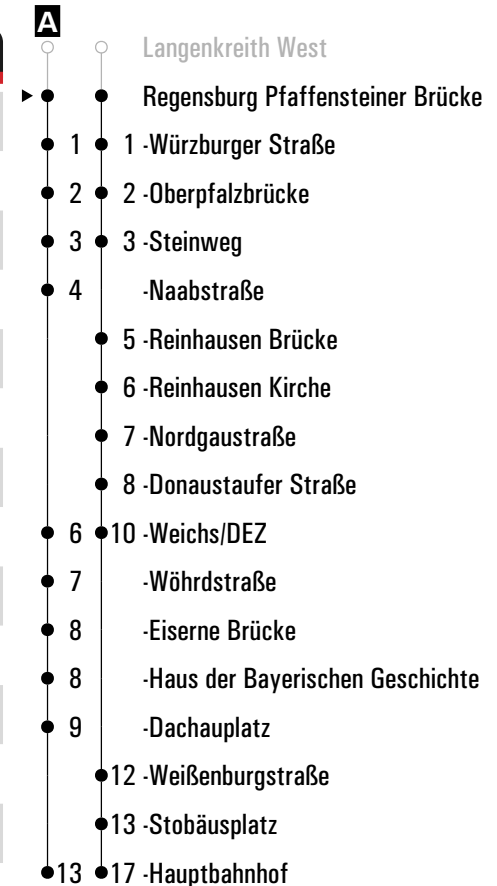 A
Langenkreith West
Regensburg Pfaffensteiner Brücke
1 1 -Würzburger Straße
2 2 -Oberpfalzbrücke
3 3 -Steinweg
4 -Naabstraße
5 -Reinhausen Brücke
6 -Reinhausen Kirche
7 -Nordgaustraße
8 -Donaustaufer Straße
6 10 -Weichs/DEZ
7 -Wöhrdstraße
8 -Eiserne Brücke
8 -Haus der Bayerischen Geschichte
9 -Dachauplatz
12 -Weißenburgstraße
13 -Stobäusplatz
13 17 -Hauptbahnhof